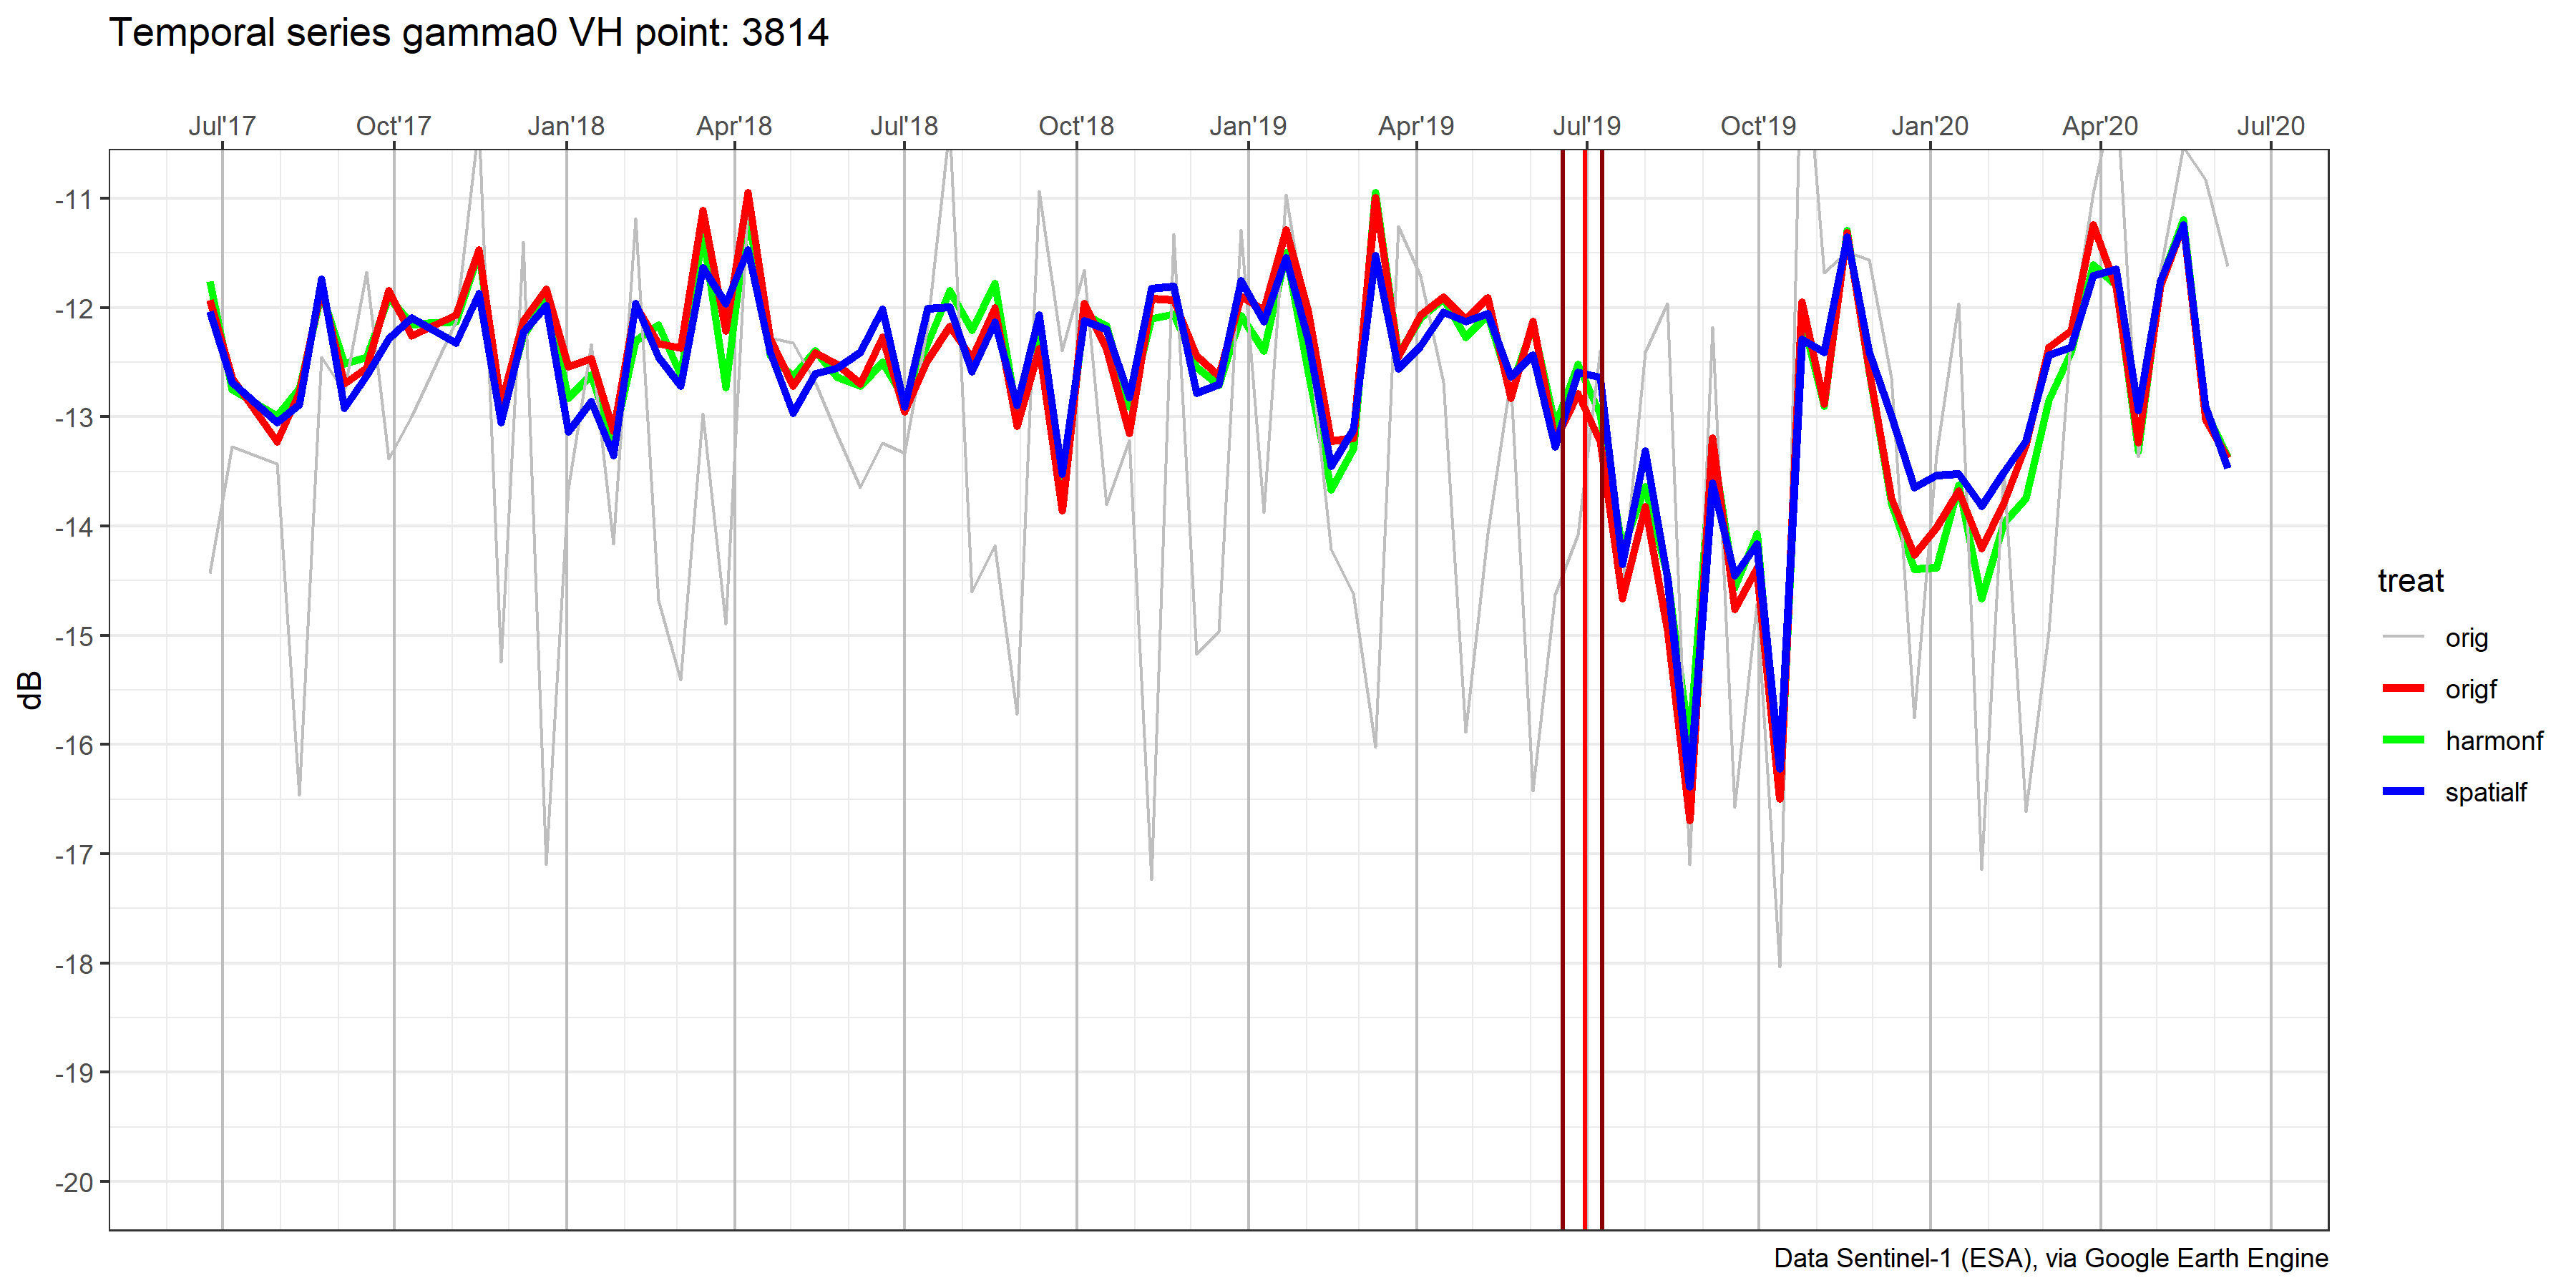 Temporal series gamma0 VH point: 3814
Jul'17 Oct'17 Jan'18 Apr'18 Jul'18 Oct'18 Jan'19 Apr'19 Jul'19 Oct'19 Jan'20 Apr'20 Jul'20
-11
-12
-13
-14
-15
-16
-17
-18
-19
-20
dB
treat
orig
origf
harmonf
spatialf
Data Sentinel-1 (ESA), via Google Earth Engine